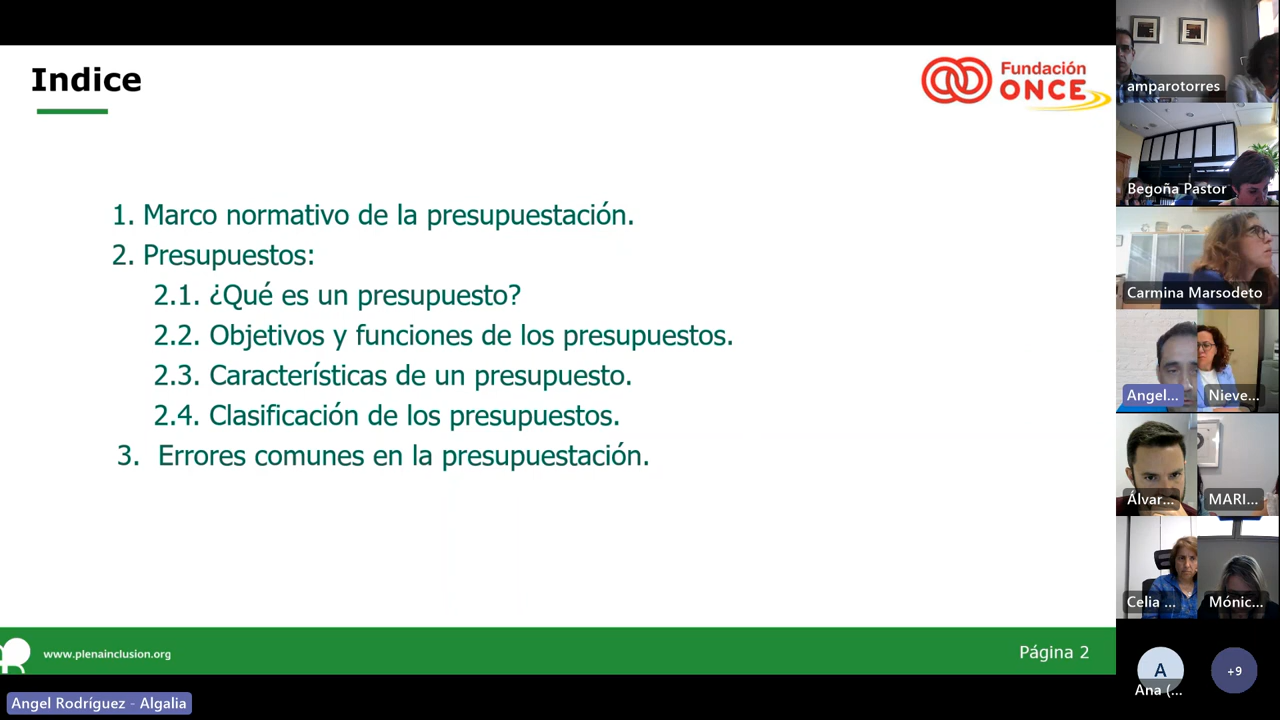 Indice
Fundación
ONCE
1. Marco normativo de la presupuestación.
2. Presupuestos:
2.1. ¿Qué es un presupuesto?
2.2. Objetivos y funciones de los presupuestos.
2.3. Características de un presupuesto.
2.4. Clasificación de los presupuestos.
3. Errores comunes en la presupuestación.
www.plenainclusion.org
Página 2
Angel Rodríguez - Algalia
amparotorres
Begoña Pastor
Carmina Marsodeto
Angel...
Nieve...
Álvar...
MARI...
Celia ...
Mónic...
A
Ana (...
+9